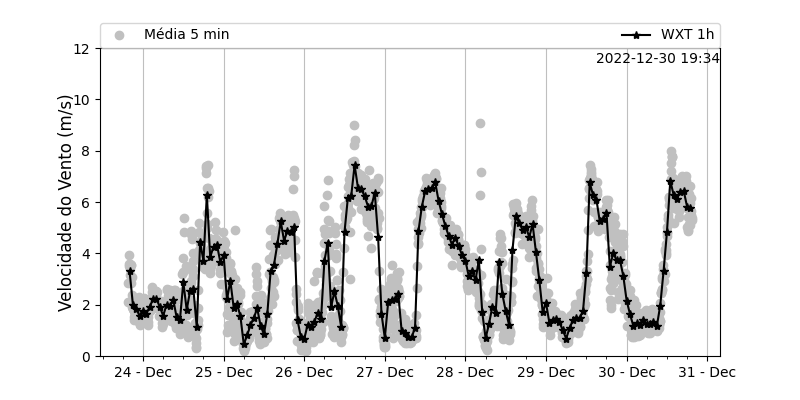 Média 5 min
WXT 1h
2022-12-30 19:34
Velocidade do Vento (m/s)
12
10
8
6
4
2
0
24 - Dec
25 - Dec
26 - Dec
27 - Dec
28 - Dec
29 - Dec
30 - Dec
31 - Dec